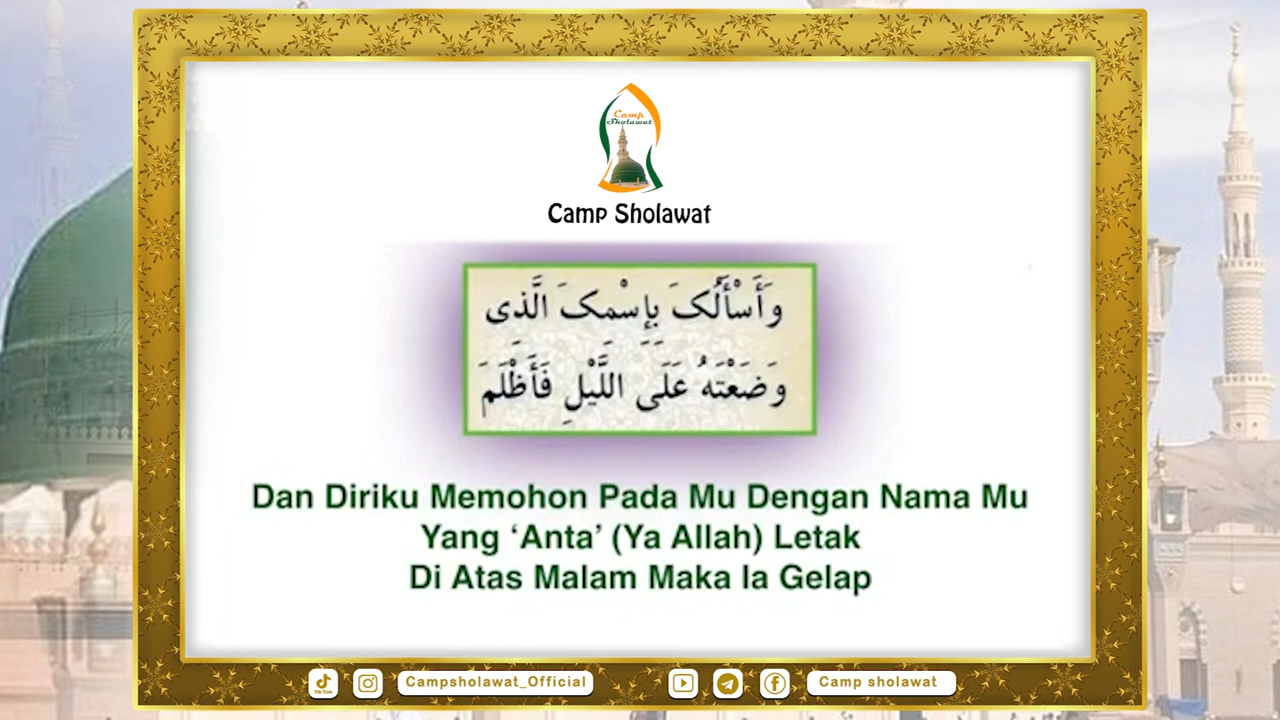 Camp
Sholawat
Camp Sholawat
وَأَسْأَلُكَ بِإِسْمِكَ الَّذِى
وَضَعْتَهُ عَلَى اللَّيْلِ فَأَظْلَمَ
Dan Diriku Memohon Pada Mu Dengan Nama Mu
Yang ‘Anta’ (Ya Allah) Letak
Di Atas Malam Maka Ia Gelap
TikTok
Campsholawat_Official
Camp sholawat